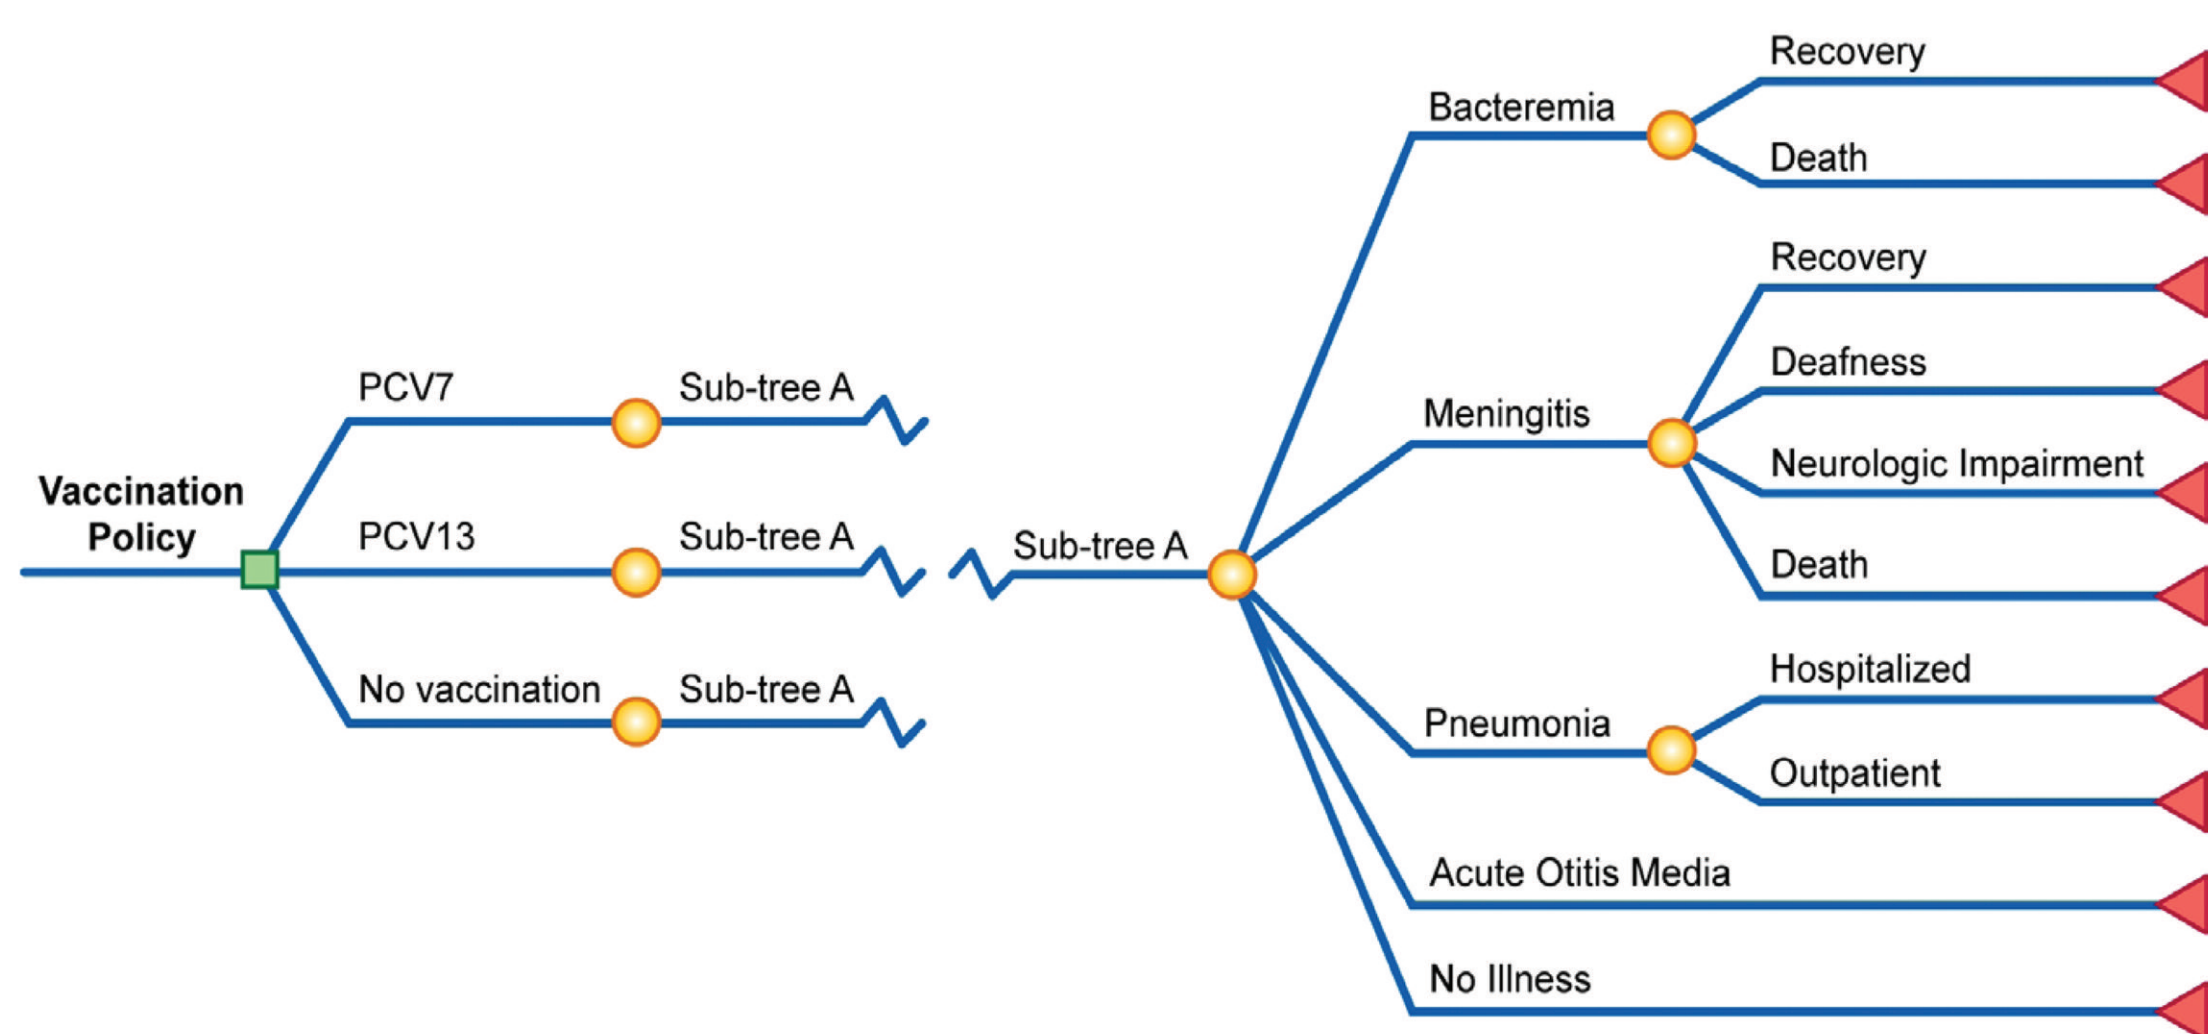 Vaccination
Policy
PCV7
Sub-tree A
PCV13
Sub-tree A
No vaccination
Sub-tree A
Sub-tree A
Bacteremia
Recovery
Death
Meningitis
Recovery
Deafness
Neurologic Impairment
Death
Pneumonia
Hospitalized
Outpatient
Acute Otitis Media
No Illness